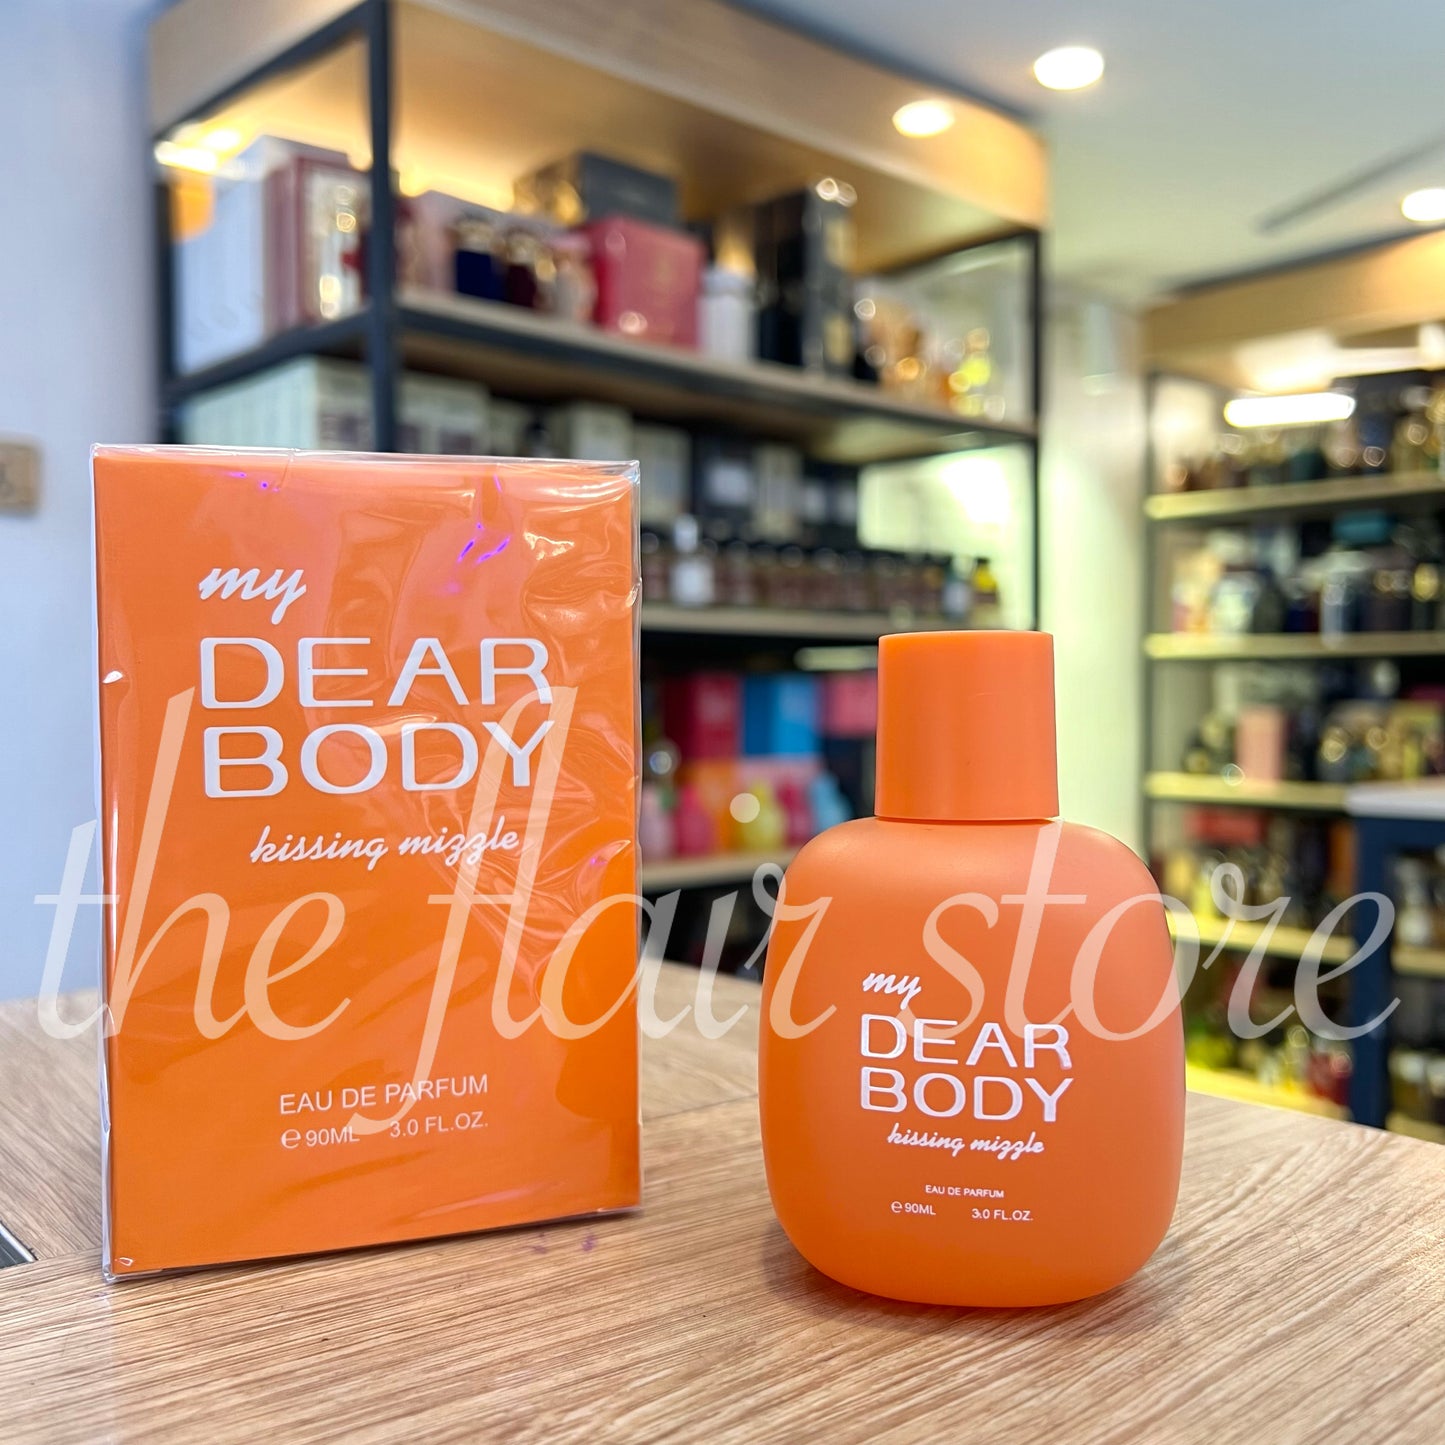 my
DEAR
BODY
kissing mizzle
EAU DE PARFUM
℮90ML 3.0 FL.OZ.
the flair store
my
DEAR
BODY
kissing mizzle
EAU DE PARFUM
℮90ML 3.0 FL.OZ.